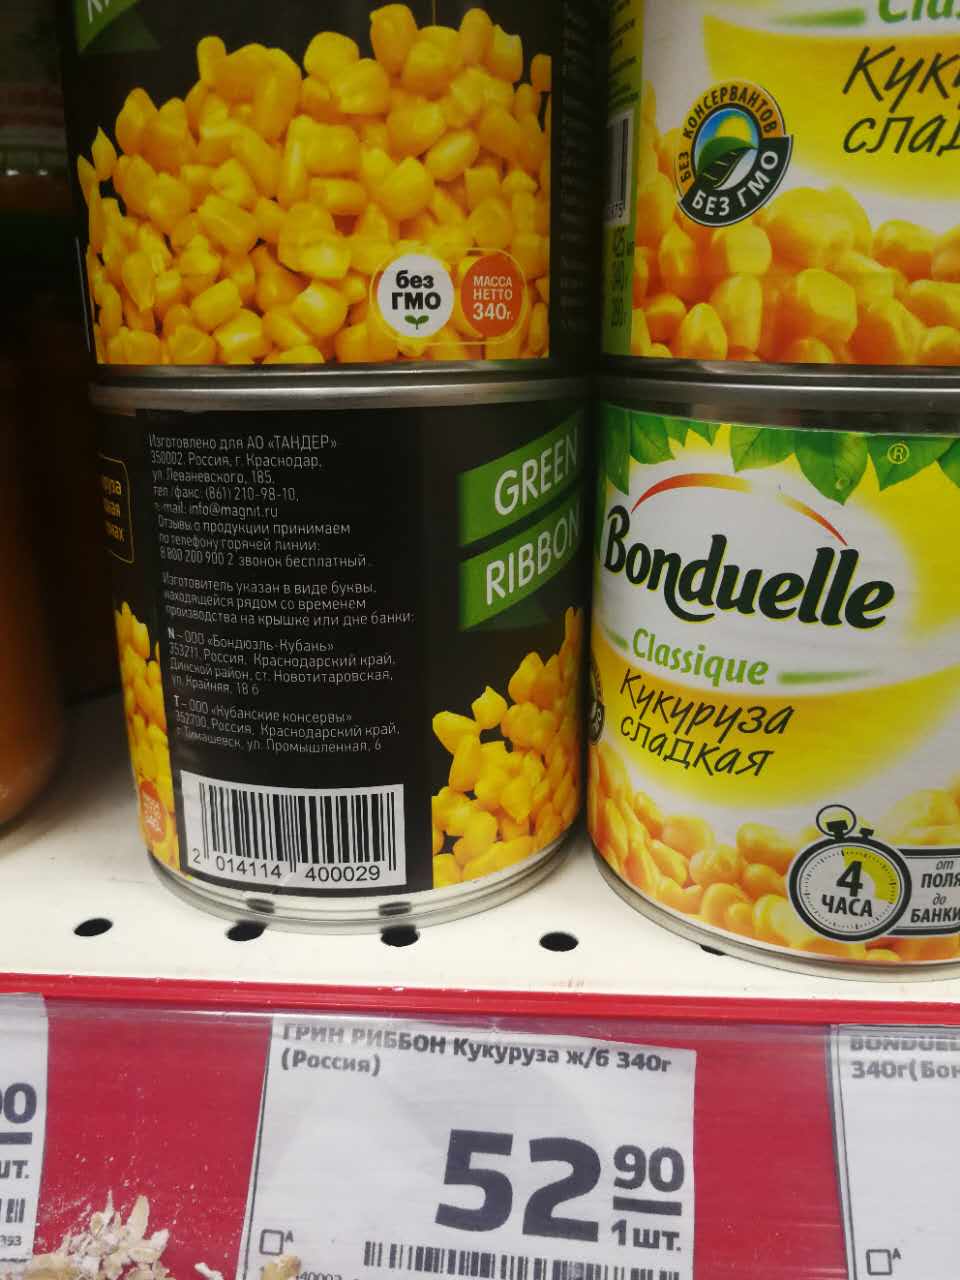 без
ГМО
МАССА
НЕТТО
340г.
Кук
слад
БЕЗ КОНСЕРВАНТОВ
БЕЗ ГМО
Изготовлено для АО «ТАНДЕР»
350002, Россия, г. Краснодар,
ул. Леваневского, 185.
тел./факс: (861) 210-98-10,
e-mail: info@magnit.ru
Отзывы о продукции принимаем
по телефону горячей линии:
8 800 200 900 2 звонок бесплатный.
Изготовитель указан в виде буквы,
находящейся рядом со временем
производства на крышке или дне банки:
N – ООО «Бондюэль-Кубань»
353211, Россия, Краснодарский край,
Динской район, ст. Новотитаровская,
ул. Крайняя, 18 б
T – ООО «Кубанские консервы»
352700, Россия, Краснодарский край,
г. Тимашевск, ул. Промышленная, 6
2 014114 400029
GREEN
RIBBON
Bonduelle
®
Classique
Кукуруза
сладкая
4
ЧАСА
от
ПОЛЯ
до
БАНКИ
ГРИН РИББОН Кукуруза ж/б 340г
(Россия)
52 90
1 шт.
A
BONDUEL
340г(Бон
A